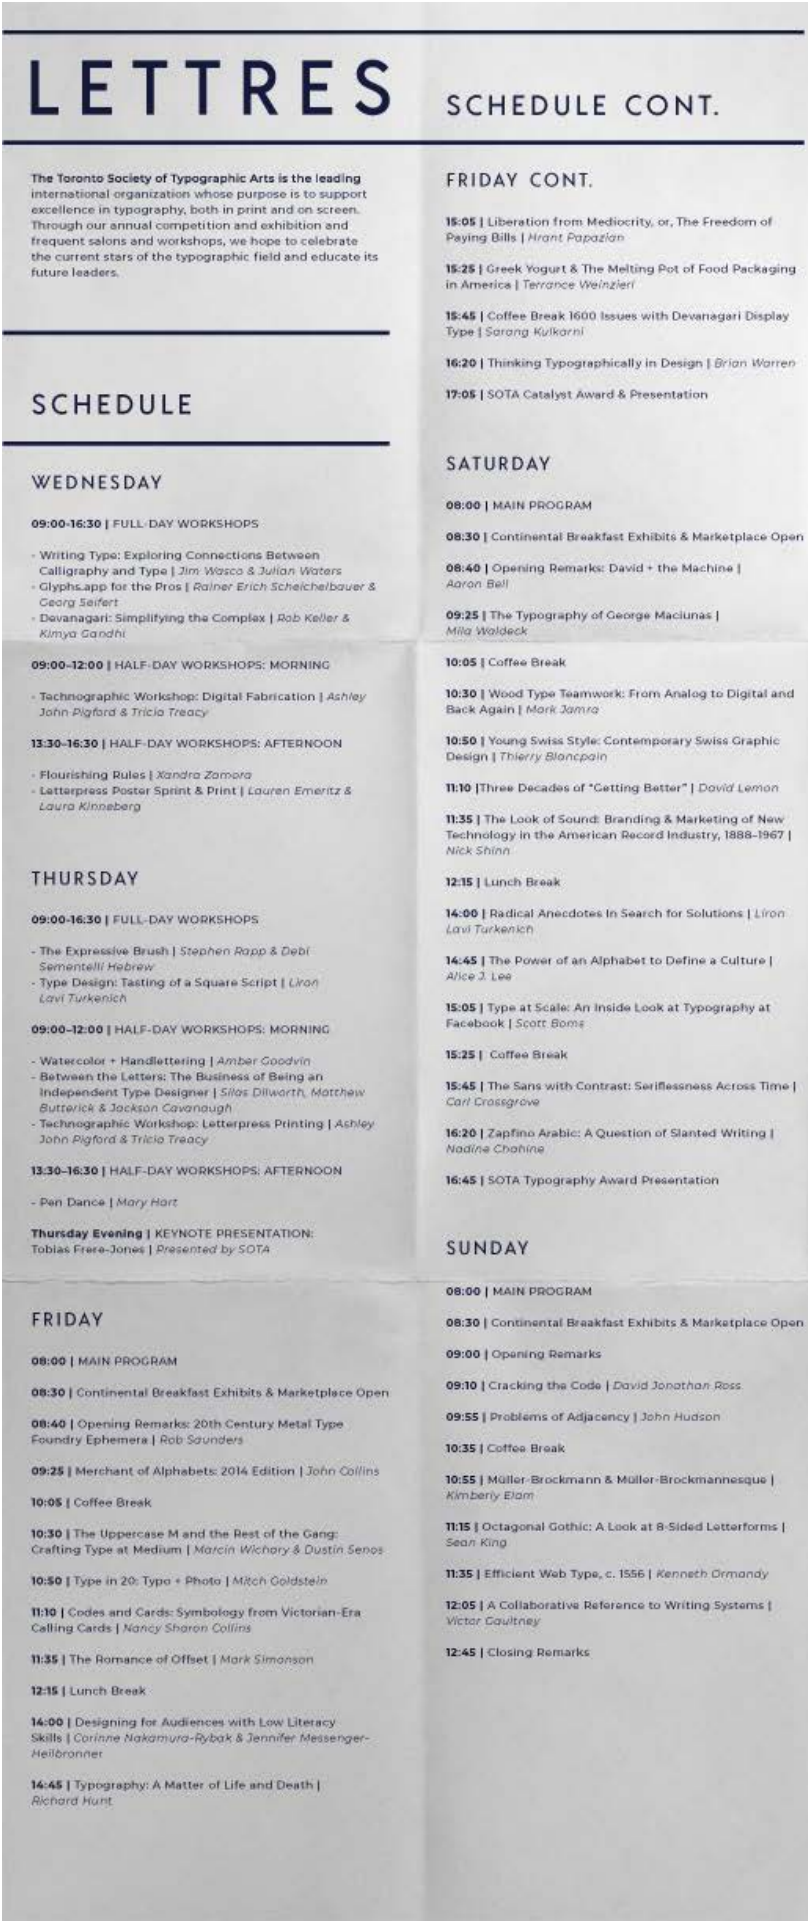 LETTRES
The Toronto Society of Typographic Arts is the leading
international organization whose purpose is to support
excellence in typography, both in print and on screen.
Through our annual competition and exhibition and
frequent salons and workshops, we hope to celebrate
the current stars of the typographic field and educate its
future leaders.
SCHEDULE
WEDNESDAY
09:00-16:30 | FULL-DAY WORKSHOPS
- Writing Type: Exploring Connections Between
Calligraphy and Type | Jim Wasco & Julian Waters
- Glyphs.app for the Pros | Rainer Erich Scheichelbauer &
Georg Seifert
- Devanagari: Simplifying the Complex | Rob Keller &
Kimya Gandhi
09:00–12:00 | HALF-DAY WORKSHOPS: MORNING
- Technographic Workshop: Digital Fabrication | Ashley
John Pigford & Tricia Treacy
13:30–16:30 | HALF-DAY WORKSHOPS: AFTERNOON
- Flourishing Rules | Xandra Zamora
- Letterpress Poster Sprint & Print | Lauren Emeritz &
Laura Kinneberg
THURSDAY
09:00-16:30 | FULL-DAY WORKSHOPS
- The Expressive Brush | Stephen Rapp & Debi
Sementelli Hebrew
- Type Design: Tasting of a Square Script | Liron
Lavi Turkenich
09:00–12:00 | HALF-DAY WORKSHOPS: MORNING
- Watercolor + Handlettering | Amber Goodvin
- Between the Letters: The Business of Being an
Independent Type Designer | Silas Dilworth, Matthew
Butterick & Jackson Cavanaugh
- Technographic Workshop: Letterpress Printing | Ashley
John Pigford & Tricia Treacy
13:30–16:30 | HALF-DAY WORKSHOPS: AFTERNOON
- Pen Dance | Mary Hart
Thursday Evening | KEYNOTE PRESENTATION:
Tobias Frere-Jones | Presented by SOTA
FRIDAY
08:00 | MAIN PROGRAM
08:30 | Continental Breakfast Exhibits & Marketplace Open
08:40 | Opening Remarks: 20th Century Metal Type
Foundry Ephemera | Rob Saunders
09:25 | Merchant of Alphabets: 2014 Edition | John Collins
10:05 | Coffee Break
10:30 | The Uppercase M and the Rest of the Gang:
Crafting Type at Medium | Marcin Wichary & Dustin Senos
10:50 | Type in 20: Typo + Photo | Mitch Goldstein
11:10 | Codes and Cards: Symbology from Victorian-Era
Calling Cards | Nancy Sharon Collins
11:35 | The Romance of Offset | Mark Simonson
12:15 | Lunch Break
14:00 | Designing for Audiences with Low Literacy
Skills | Corinne Nakamura-Rybak & Jennifer Messenger-
Heilbronner
14:45 | Typography: A Matter of Life and Death |
Richard Hunt
SCHEDULE CONT.
FRIDAY CONT.
15:05 | Liberation from Mediocrity, or, The Freedom of
Paying Bills | Hrant Papazian
15:25 | Greek Yogurt & The Melting Pot of Food Packaging
in America | Terrance Weinzierl
15:45 | Coffee Break 1600 Issues with Devanagari Display
Type | Sarang Kulkarni
16:20 | Thinking Typographically in Design | Brian Warren
17:05 | SOTA Catalyst Award & Presentation
SATURDAY
08:00 | MAIN PROGRAM
08:30 | Continental Breakfast Exhibits & Marketplace Open
08:40 | Opening Remarks: David + the Machine |
Aaron Bell
09:25 | The Typography of George Maciunas |
Mila Waldeck
10:05 | Coffee Break
10:30 | Wood Type Teamwork: From Analog to Digital and
Back Again | Mark Jamra
10:50 | Young Swiss Style: Contemporary Swiss Graphic
Design | Thierry Blancpain
11:10 |Three Decades of "Getting Better" | David Lemon
11:35 | The Look of Sound: Branding & Marketing of New
Technology in the American Record Industry, 1888–1967 |
Nick Shinn
12:15 | Lunch Break
14:00 | Radical Anecdotes In Search for Solutions | Liron
Lavi Turkenich
14:45 | The Power of an Alphabet to Define a Culture |
Alice J. Lee
15:05 | Type at Scale: An Inside Look at Typography at
Facebook | Scott Boms
15:25 | Coffee Break
15:45 | The Sans with Contrast: Seriflessness Across Time |
Carl Crossgrove
16:20 | Zapfino Arabic: A Question of Slanted Writing |
Nadine Chahine
16:45 | SOTA Typography Award Presentation
SUNDAY
08:00 | MAIN PROGRAM
08:30 | Continental Breakfast Exhibits & Marketplace Open
09:00 | Opening Remarks
09:10 | Cracking the Code | David Jonathan Ross
09:55 | Problems of Adjacency | John Hudson
10:35 | Coffee Break
10:55 | Müller-Brockmann & Müller-Brockmannesque |
Kimberly Elam
11:15 | Octagonal Gothic: A Look at 8-Sided Letterforms |
Sean King
11:35 | Efficient Web Type, c. 1556 | Kenneth Ormandy
12:05 | A Collaborative Reference to Writing Systems |
Victor Gaultney
12:45 | Closing Remarks